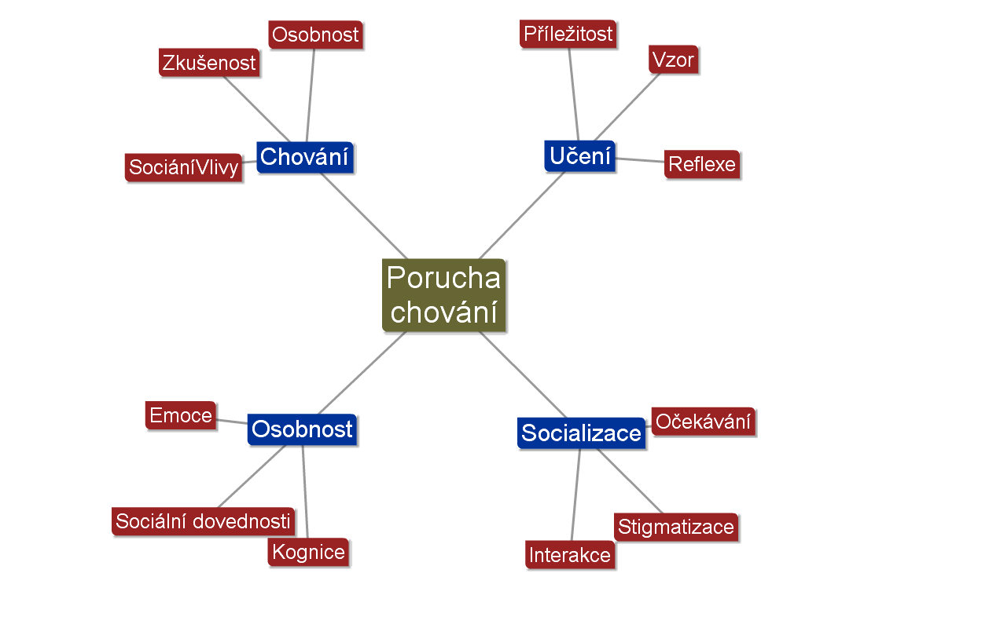 Osobnost
Příležitost
Zkušenost
Vzor
SociáníVlivy
Chování
Učení
Reflexe
Porucha
chování
Emoce
Osobnost
Socializace
Očekávání
Sociální dovednosti
Kognice
Stigmatizace
Interakce